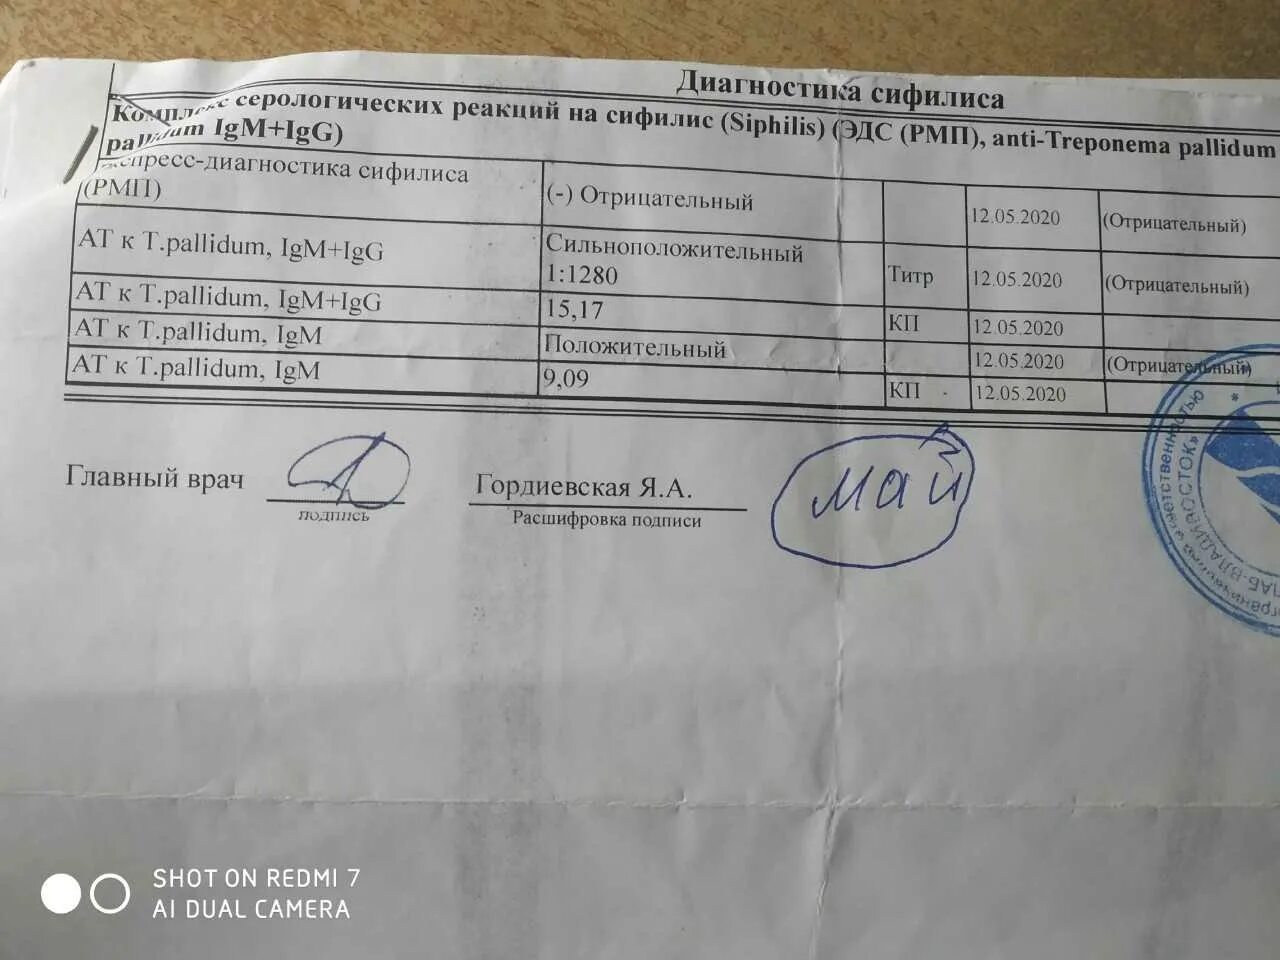 Диагностика сифилиса
Комплекс серологических реакций на сифилис (Siphilis) (ЭДС (РМП), anti-Treponema pallidum
pallidum IgM+IgG)
экспресс-диагностика сифилиса (РМП) (-) Отрицательный 12.05.2020 (Отрицательный)
АТ к T.pallidum, IgM+IgG Сильноположительный 1:1280 Титр 12.05.2020 (Отрицательный)
АТ к T.pallidum, IgM+IgG 15,17 КП 12.05.2020
АТ к T.pallidum, IgM Положительный 12.05.2020 (Отрицательный)
АТ к T.pallidum, IgM 9,09 КП 12.05.2020
Главный врач Гордиевская Я.А. май
подпись Расшифровка подписи
SHOT ON REDMI 7
AI DUAL CAMERA